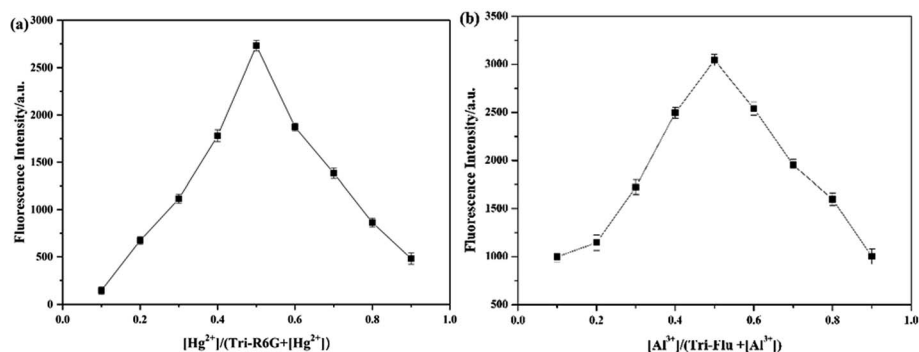 (a)
3000
2500
2000
1500
1000
500
0
Fluorescence Intensity/a.u.
0.0 0.2 0.4 0.6 0.8 1.0
[Hg²⁺]/(Tri-R6G+[Hg²⁺])
(b)
3500
3000
2500
2000
1500
1000
500
Fluorescence Intensity/a.u.
0.0 0.2 0.4 0.6 0.8 1.0
[Al³⁺]/(Tri-Flu +[Al³⁺])